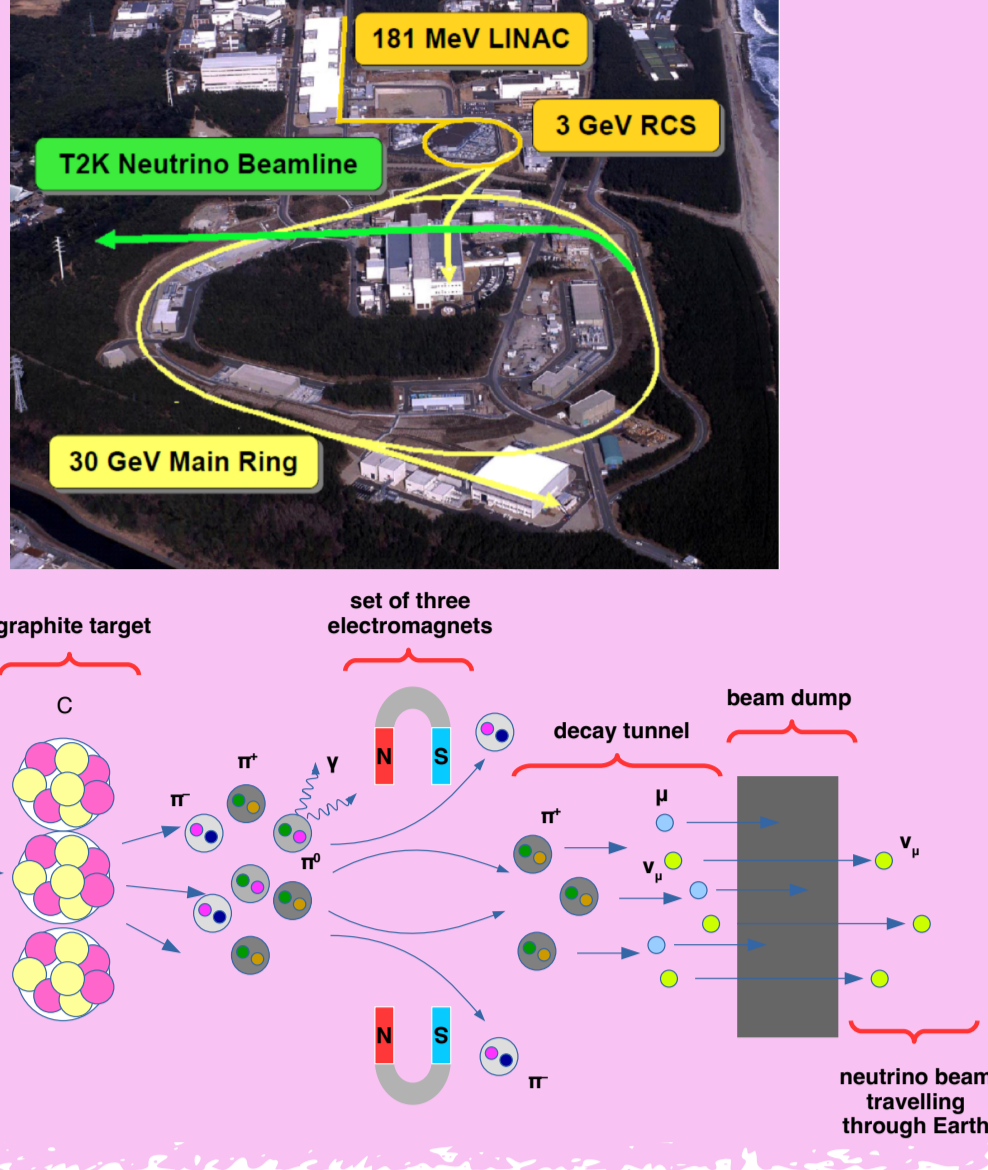 181 MeV LINAC
3 GeV RCS
T2K Neutrino Beamline
30 GeV Main Ring
graphite target
set of three
electromagnets
C
beam dump
decay tunnel
N
S
π⁺
γ
π⁻
π⁰
π⁺
μ
ν_μ
ν_μ
N
S
π⁻
neutrino beam
travelling
through Earth